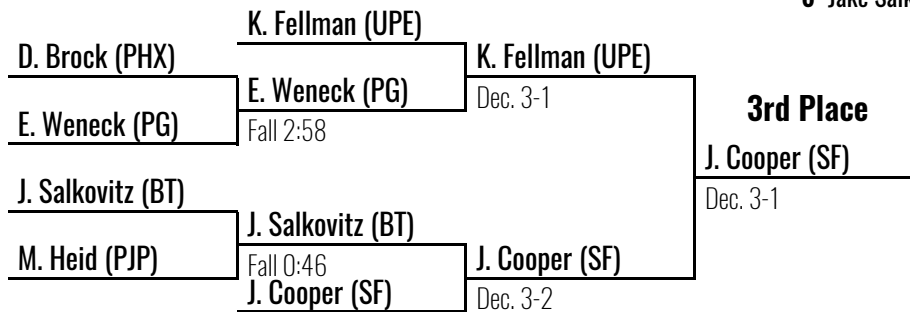 K. Fellman (UPE)
D. Brock (PHX)
K. Fellman (UPE)
E. Weneck (PG)
Dec. 3-1
E. Weneck (PG)
Fall 2:58
3rd Place
J. Cooper (SF)
J. Salkovitz (BT)
Dec. 3-1
J. Salkovitz (BT)
M. Heid (PJP)
Fall 0:46
J. Cooper (SF)
J. Cooper (SF)
Dec. 3-2